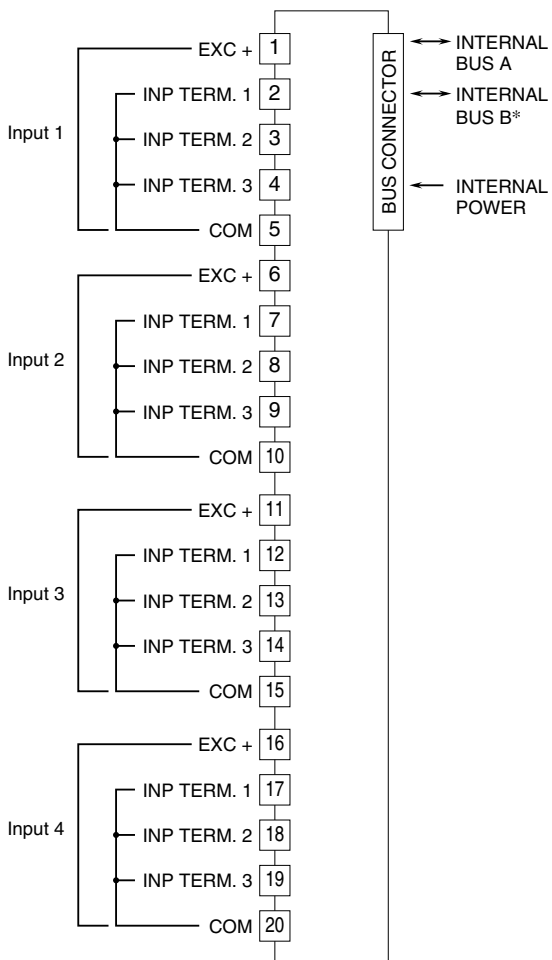 EXC + 1
INP TERM. 1 2
INP TERM. 2 3
INP TERM. 3 4
COM 5
Input 1
EXC + 6
INP TERM. 1 7
INP TERM. 2 8
INP TERM. 3 9
COM 10
Input 2
EXC + 11
INP TERM. 1 12
INP TERM. 2 13
INP TERM. 3 14
COM 15
Input 3
EXC + 16
INP TERM. 1 17
INP TERM. 2 18
INP TERM. 3 19
COM 20
Input 4
BUS CONNECTOR
INTERNAL
BUS A
INTERNAL
BUS B*
INTERNAL
POWER